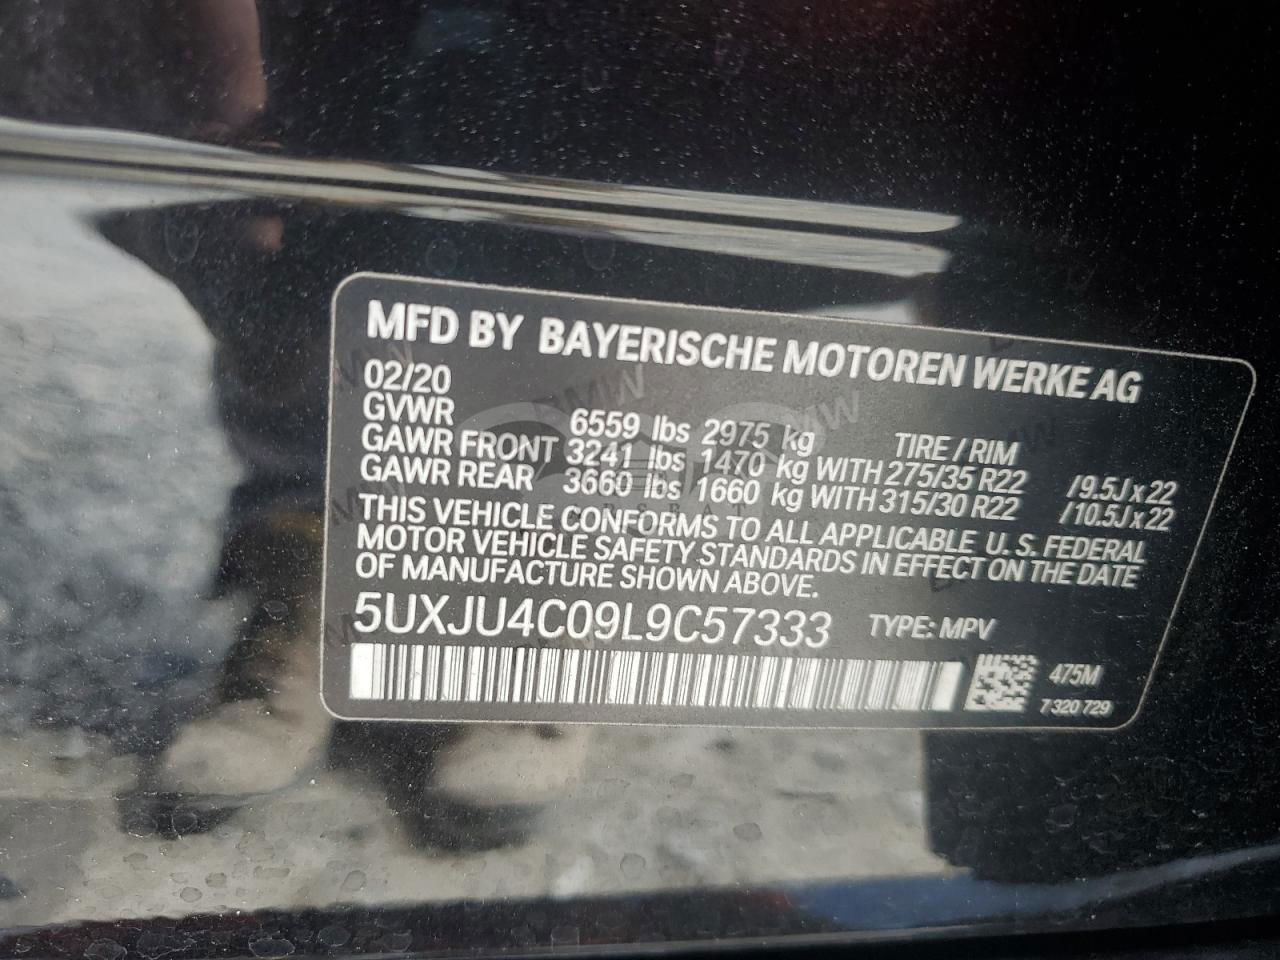 MFD BY BAYERISCHE MOTOREN WERKE AG
02/20
GVWR 6559 lbs 2975 kg TIRE / RIM
GAWR FRONT 3241 lbs 1470 kg WITH 275/35 R22 /9.5J x 22
GAWR REAR 3660 lbs 1660 kg WITH 315/30 R22 /10.5J x 22
THIS VEHICLE CONFORMS TO ALL APPLICABLE U.S. FEDERAL
MOTOR VEHICLE SAFETY STANDARDS IN EFFECT ON THE DATE
OF MANUFACTURE SHOWN ABOVE.
5UXJU4C09L9C57333 TYPE: MPV
475M
7 320 729